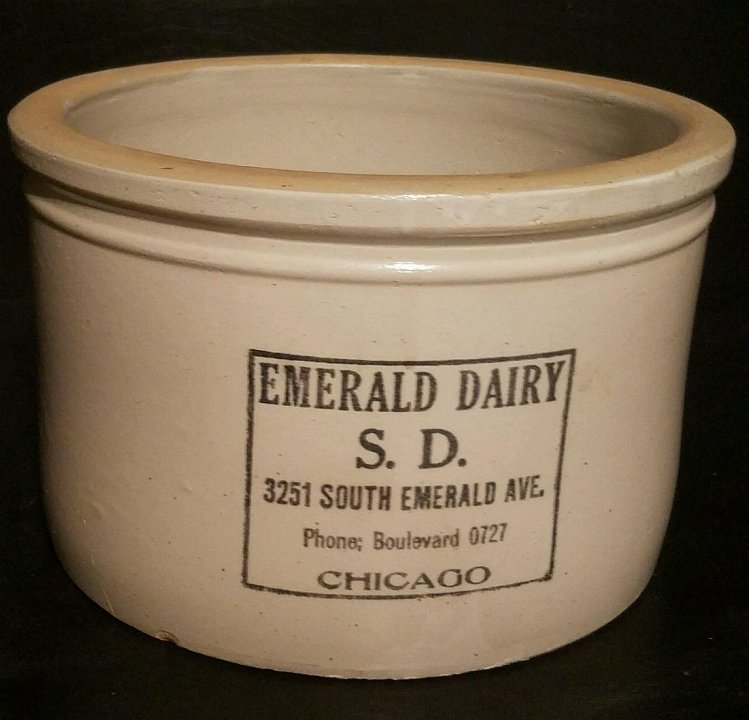 EMERALD DAIRY
S. D.
3251 SOUTH EMERALD AVE.
Phone; Boulevard 0727
CHICAGO